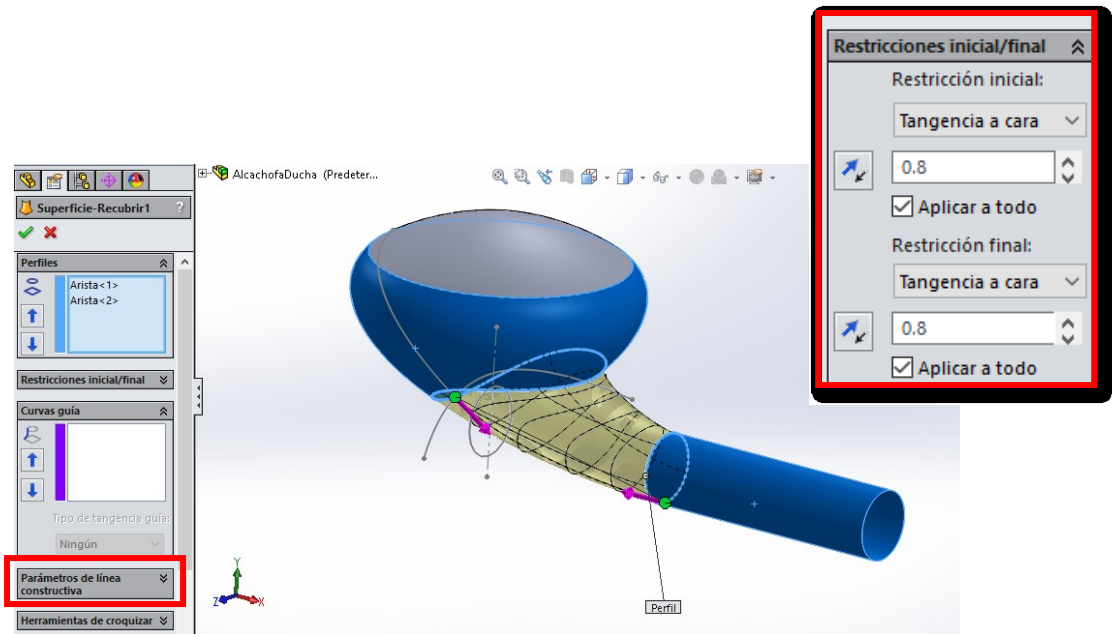 AlcachofaDucha (Predeter...
Superficie-Recubrir1
?
Perfiles
Arista<1>
Arista<2>
Restricciones inicial/final
Curvas guía
Tipo de tangencia guía:
Ningún
Parámetros de línea
constructiva
Herramientas de croquizar
Y
Z
X
Perfil
Restricciones inicial/final
Restricción inicial:
Tangencia a cara
0.8
Aplicar a todo
Restricción final:
Tangencia a cara
0.8
Aplicar a todo